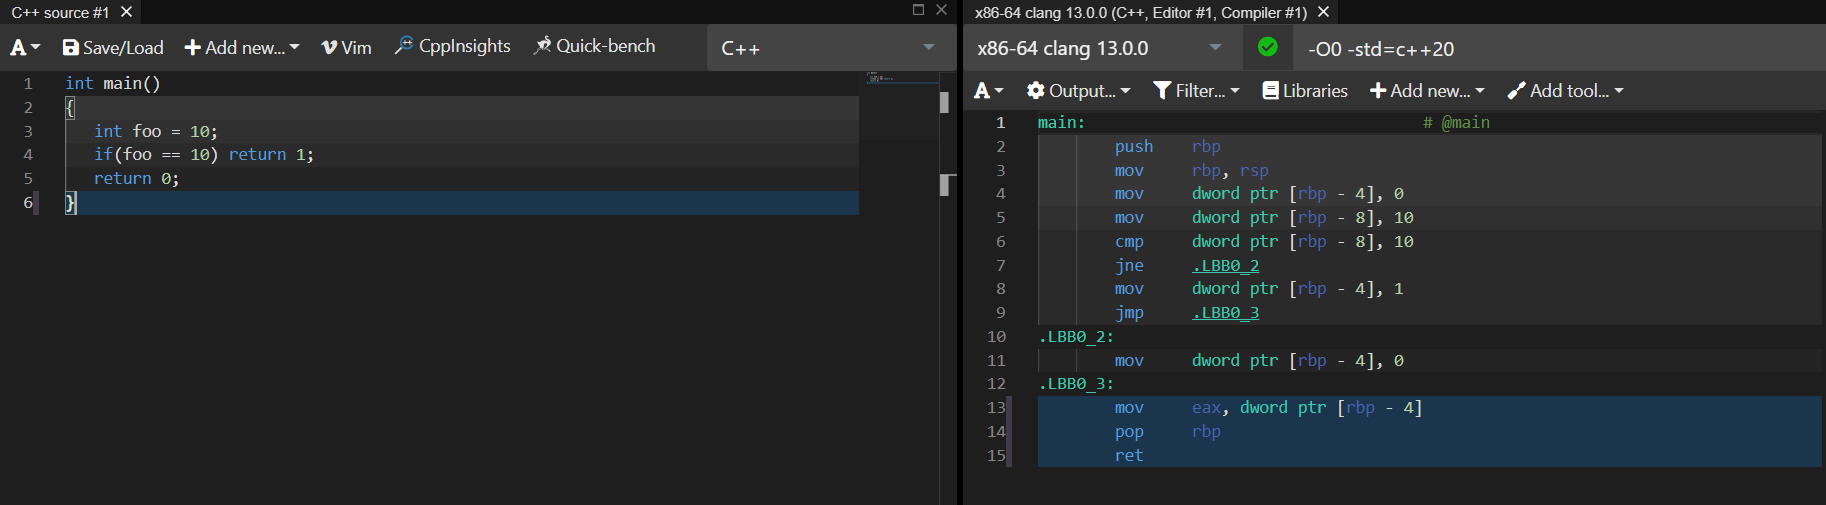 C++ source #1 X
A Save/Load + Add new... Vim CppInsights Quick-bench C++
1 int main()
2 {
3 int foo = 10;
4 if(foo == 10) return 1;
5 return 0;
6 }
x86-64 clang 13.0.0 (C++, Editor #1, Compiler #1) X
x86-64 clang 13.0.0 -O0 -std=c++20
A Output... Filter... Libraries + Add new... Add tool...
1 main: # @main
2 push rbp
3 mov rbp, rsp
4 mov dword ptr [rbp - 4], 0
5 mov dword ptr [rbp - 8], 10
6 cmp dword ptr [rbp - 8], 10
7 jne .LBB0_2
8 mov dword ptr [rbp - 4], 1
9 jmp .LBB0_3
10 .LBB0_2:
11 mov dword ptr [rbp - 4], 0
12 .LBB0_3:
13 mov eax, dword ptr [rbp - 4]
14 pop rbp
15 ret